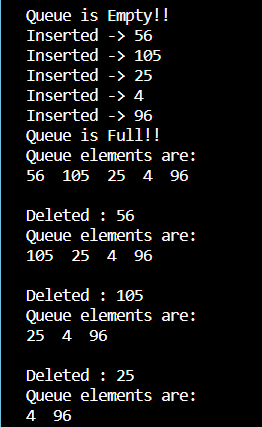 Queue is Empty!!
Inserted -> 56
Inserted -> 105
Inserted -> 25
Inserted -> 4
Inserted -> 96
Queue is Full!!
Queue elements are:
56  105  25  4  96

Deleted : 56
Queue elements are:
105  25  4  96

Deleted : 105
Queue elements are:
25  4  96

Deleted : 25
Queue elements are:
4  96